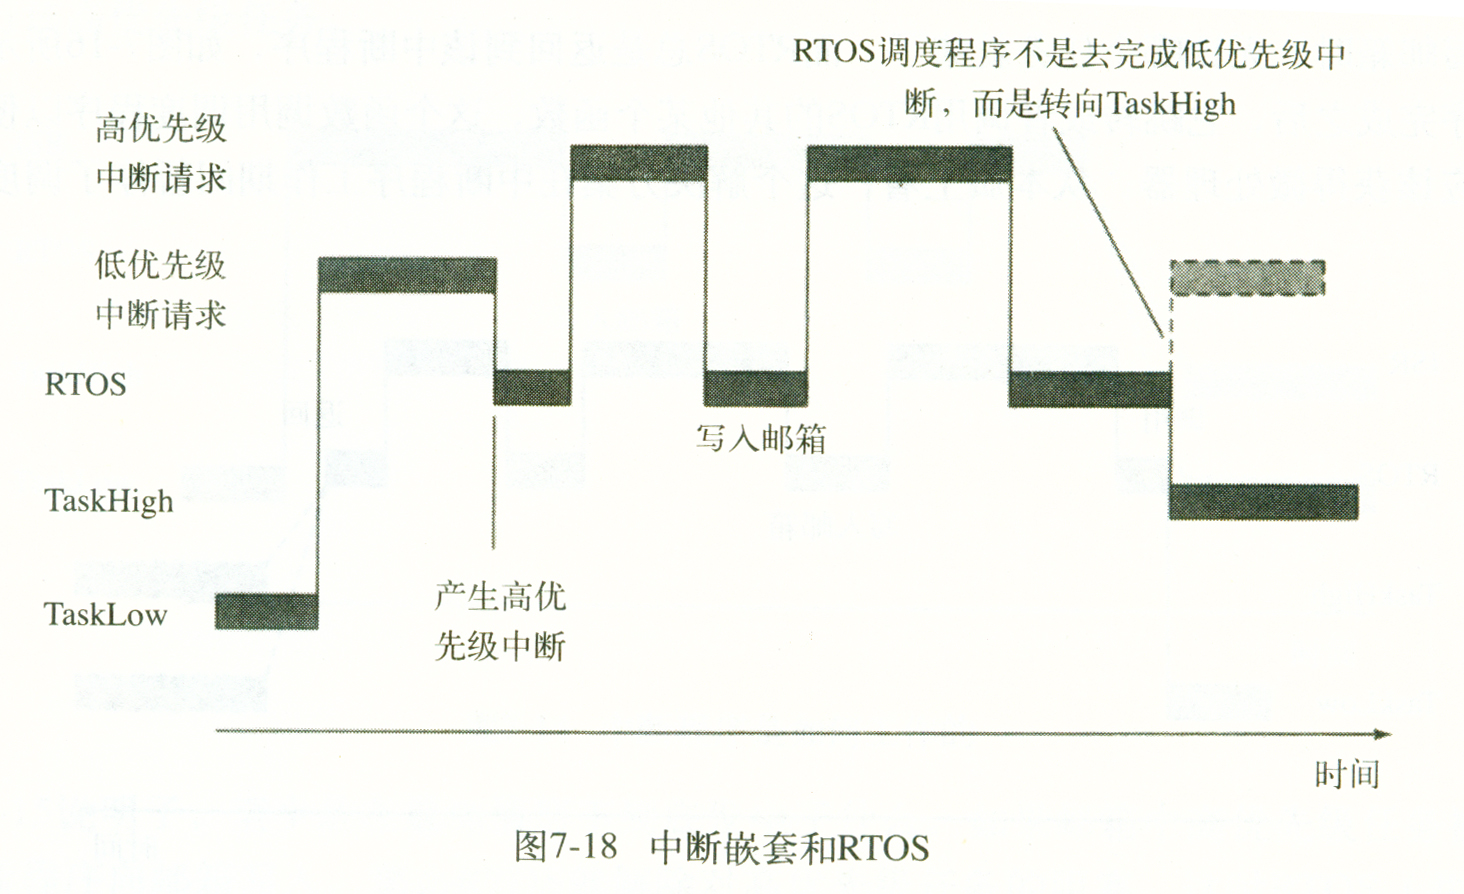 RTOS调度程序不是去完成低优先级中
断，而是转向TaskHigh
高优先级
中断请求
低优先级
中断请求
RTOS
写入邮箱
TaskHigh
产生高优
先级中断
TaskLow
时间
图7-18 中断嵌套和RTOS